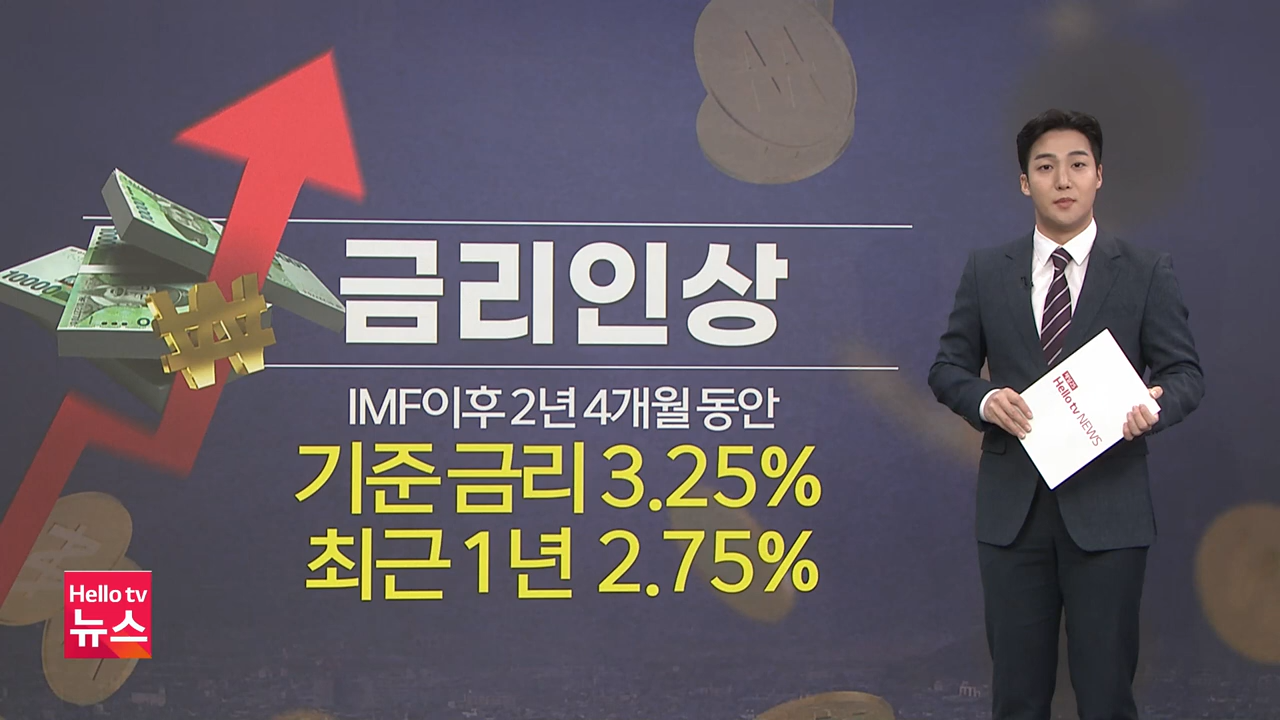 금리인상
IMF이후 2년 4개월 동안
기준 금리 3.25%
최근 1년 2.75%
Hello tv
뉴스
Hello tv NEWS
10000